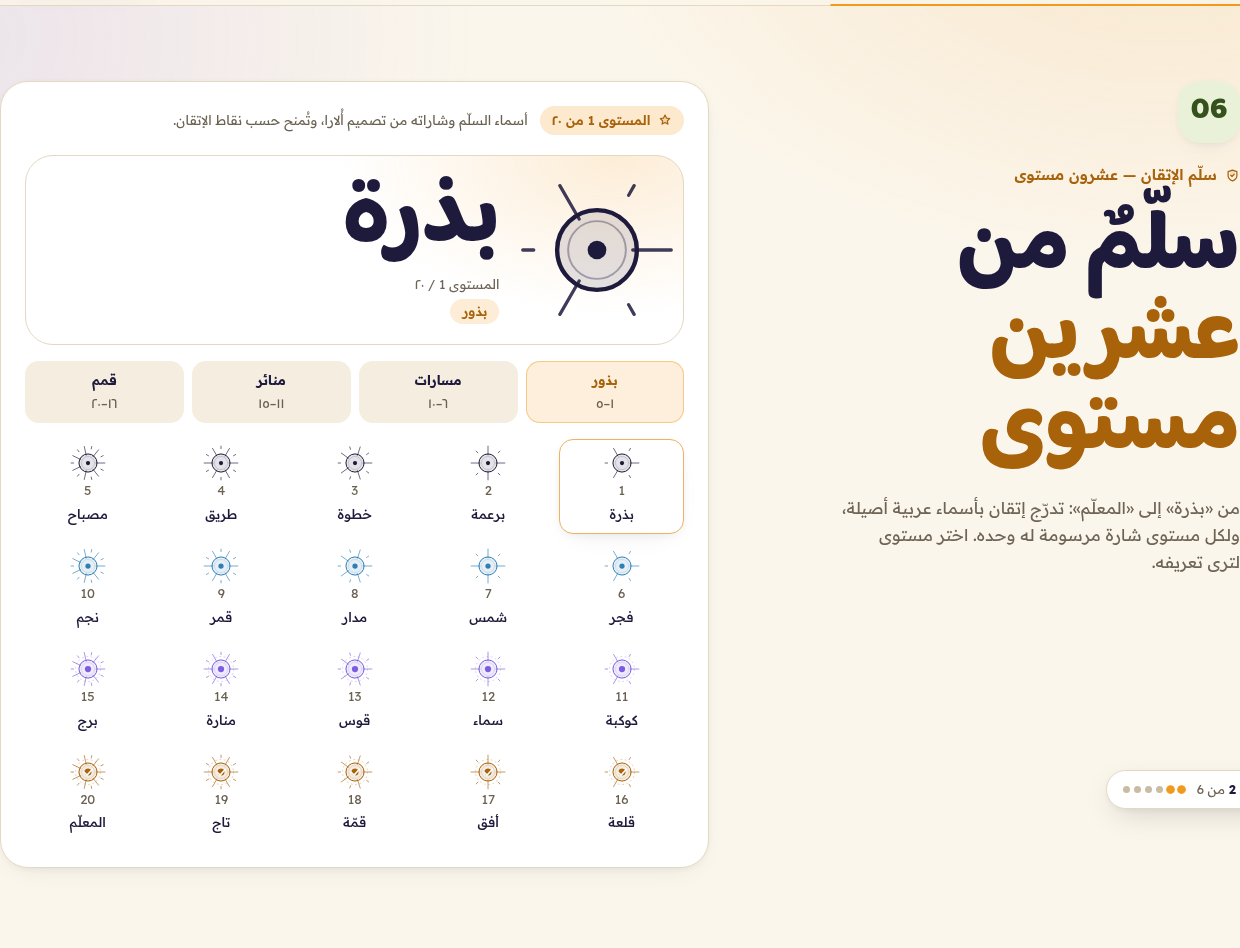 06
سلّم الإتقان — عشرون مستوى
سلّمٌ من
عشرين
مستوى
من «بذرة» إلى «المعلّم»: تدرّج إتقان بأسماء عربية أصيلة،
ولكل مستوى شارة مرسومة له وحده. اختر مستوى
لترى تعريفه.
2 من 6
المستوى 1 من ٢٠
أسماء السلّم وشاراته من تصميم أُلارا، وتُمنح حسب نقاط الإتقان.
بذرة
المستوى 1 / ٢٠
بذور
بذور
١–٥
مسارات
٦–١٠
منائر
١١–١٥
قمم
١٦–٢٠
1
بذرة
2
برعمة
3
خطوة
4
طريق
5
مصباح
6
فجر
7
شمس
8
مدار
9
قمر
10
نجم
11
كوكبة
12
سماء
13
قوس
14
منارة
15
برج
16
قلعة
17
أفق
18
قمّة
19
تاج
20
المعلّم